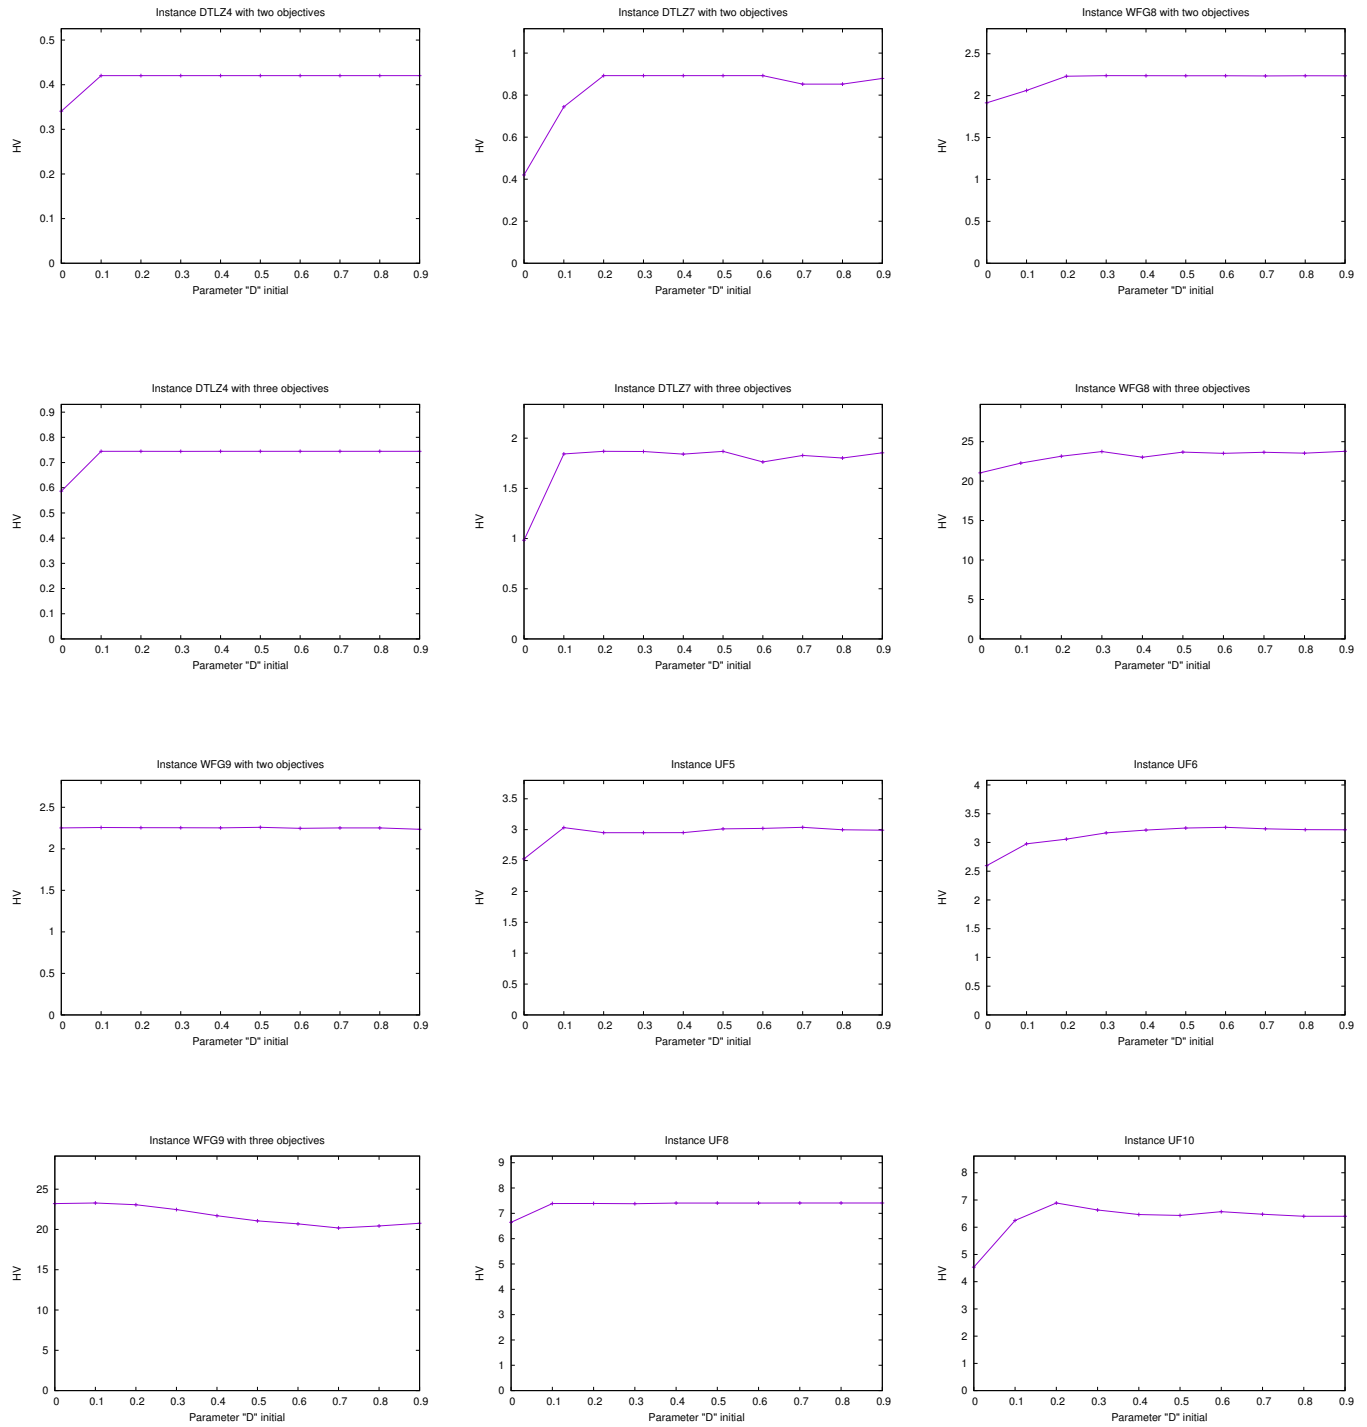 Instance DTLZ4 with two objectives
0.5
0.4
0.3
0.2
0.1
0
HV
0 0.1 0.2 0.3 0.4 0.5 0.6 0.7 0.8 0.9
Parameter "D" initial
Instance DTLZ7 with two objectives
1
0.8
0.6
0.4
0.2
0
HV
0 0.1 0.2 0.3 0.4 0.5 0.6 0.7 0.8 0.9
Parameter "D" initial
Instance WFG8 with two objectives
2.5
2
1.5
1
0.5
0
HV
0 0.1 0.2 0.3 0.4 0.5 0.6 0.7 0.8 0.9
Parameter "D" initial
Instance DTLZ4 with three objectives
0.9
0.8
0.7
0.6
0.5
0.4
0.3
0.2
0.1
0
HV
0 0.1 0.2 0.3 0.4 0.5 0.6 0.7 0.8 0.9
Parameter "D" initial
Instance DTLZ7 with three objectives
2
1.5
1
0.5
0
HV
0 0.1 0.2 0.3 0.4 0.5 0.6 0.7 0.8 0.9
Parameter "D" initial
Instance WFG8 with three objectives
25
20
15
10
5
0
HV
0 0.1 0.2 0.3 0.4 0.5 0.6 0.7 0.8 0.9
Parameter "D" initial
Instance WFG9 with two objectives
2.5
2
1.5
1
0.5
0
HV
0 0.1 0.2 0.3 0.4 0.5 0.6 0.7 0.8 0.9
Parameter "D" initial
Instance UF5
3.5
3
2.5
2
1.5
1
0.5
0
HV
0 0.1 0.2 0.3 0.4 0.5 0.6 0.7 0.8 0.9
Parameter "D" initial
Instance UF6
4
3.5
3
2.5
2
1.5
1
0.5
0
HV
0 0.1 0.2 0.3 0.4 0.5 0.6 0.7 0.8 0.9
Parameter "D" initial
Instance WFG9 with three objectives
25
20
15
10
5
0
HV
0 0.1 0.2 0.3 0.4 0.5 0.6 0.7 0.8 0.9
Parameter "D" initial
Instance UF8
9
8
7
6
5
4
3
2
1
0
HV
0 0.1 0.2 0.3 0.4 0.5 0.6 0.7 0.8 0.9
Parameter "D" initial
Instance UF10
8
7
6
5
4
3
2
1
0
HV
0 0.1 0.2 0.3 0.4 0.5 0.6 0.7 0.8 0.9
Parameter "D" initial